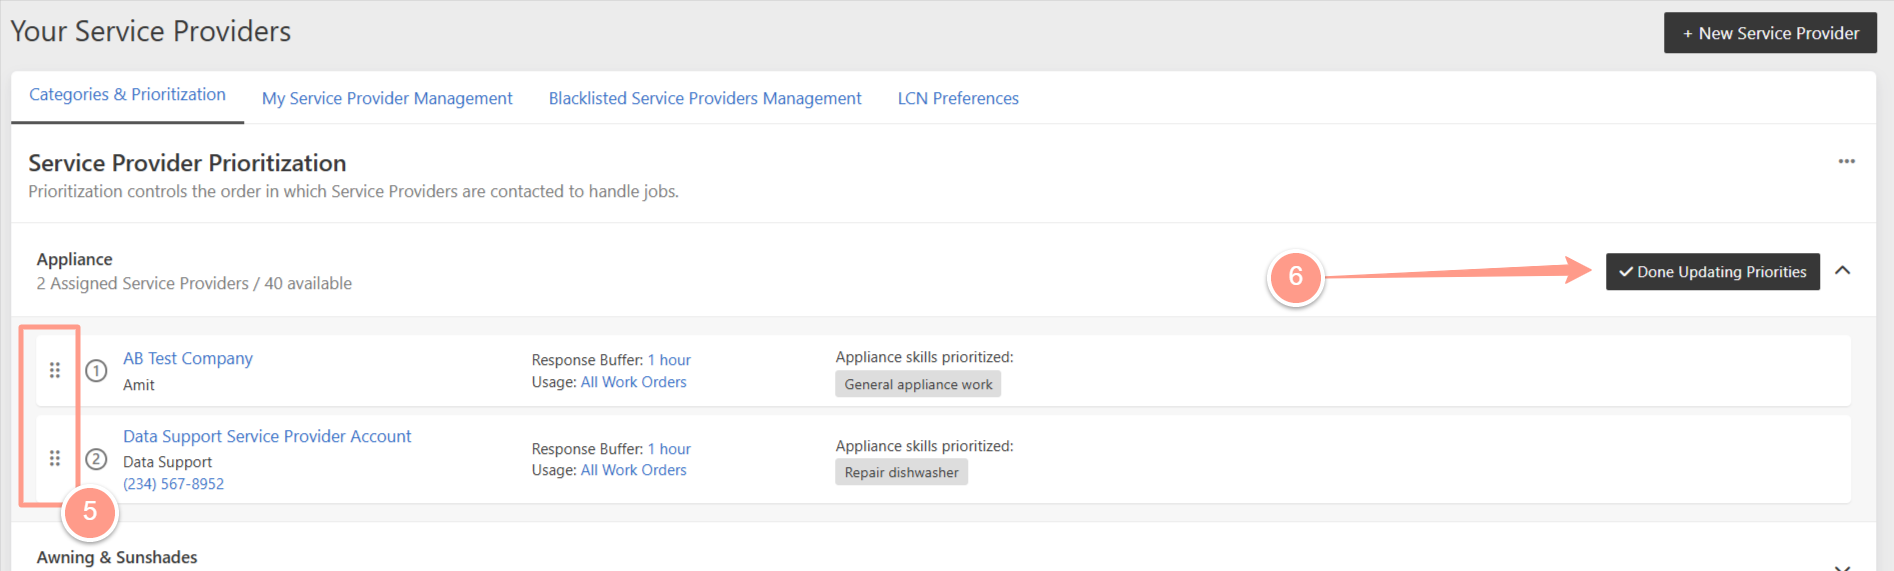 Your Service Providers
+ New Service Provider
Categories & Prioritization
My Service Provider Management
Blacklisted Service Providers Management
LCN Preferences
Service Provider Prioritization
Prioritization controls the order in which Service Providers are contacted to handle jobs.
Appliance
2 Assigned Service Providers / 40 available
6
Done Updating Priorities
1
AB Test Company
Amit
Response Buffer: 1 hour
Usage: All Work Orders
Appliance skills prioritized:
General appliance work
2
Data Support Service Provider Account
Data Support
(234) 567-8952
Response Buffer: 1 hour
Usage: All Work Orders
Appliance skills prioritized:
Repair dishwasher
5
Awning & Sunshades